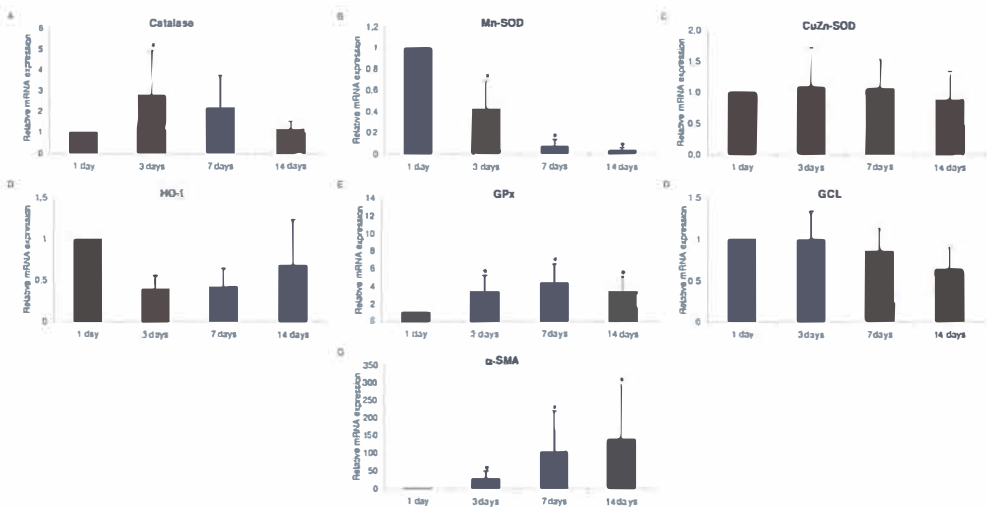 A
Catalase
Relative mRNA expression
6
5
4
3
2
1
0
1 day
3 days
7 days
14 days
B
Mn-SOD
Relative mRNA expression
1.2
1
0.8
0.6
0.4
0.2
0
1 day
3 days
7 days
14 days
CuZn-SOD
Relative mRNA expression
2.0
1.5
1.0
0.5
0.0
1 day
3 days
7 days
14 days
D
HO-1
Relative mRNA expression
1.5
1
0.5
0
1 day
3 days
7 days
14 days
E
GPx
Relative mRNA expression
14
12
10
8
6
4
2
0
1 day
7 days
14 days
GCL
Relative mRNA expression
1.5
1
0.5
0
1 day
3 days
7 days
14 days
G
α-SMA
Relative mRNA expression
350
300
250
200
150
100
50
0
1 day
3 days
7 days
14 days